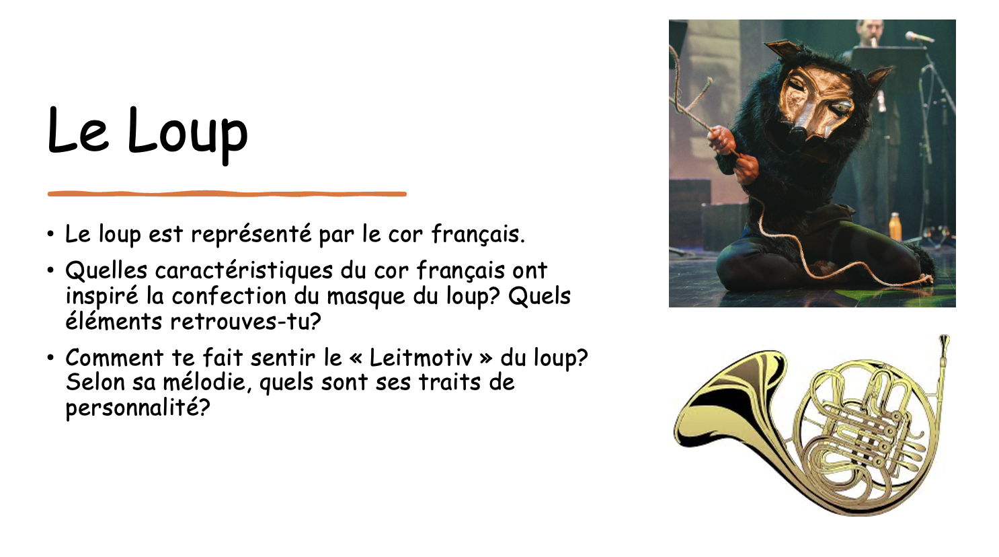 Le Loup
• Le loup est représenté par le cor français.
• Quelles caractéristiques du cor français ont
inspiré la confection du masque du loup? Quels
éléments retrouves-tu?
• Comment te fait sentir le « Leitmotiv » du loup?
Selon sa mélodie, quels sont ses traits de
personnalité?